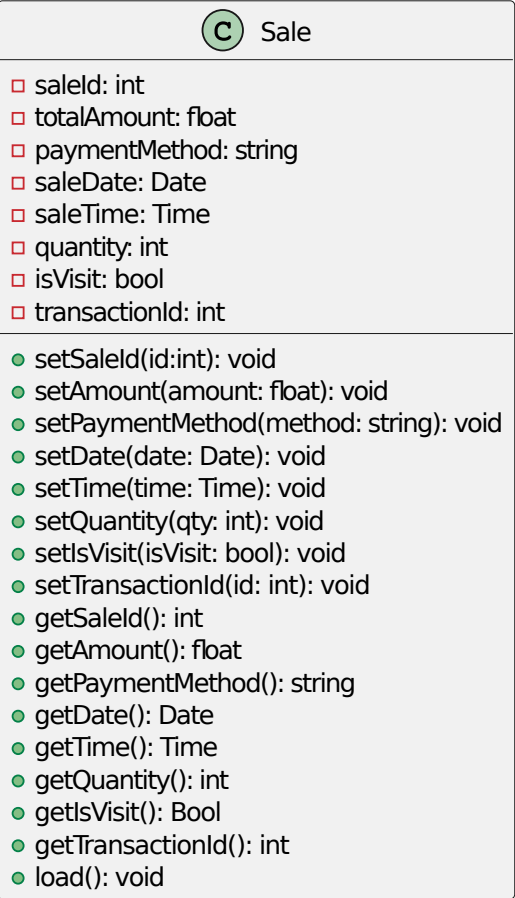 C Sale
saleId: int
totalAmount: float
paymentMethod: string
saleDate: Date
saleTime: Time
quantity: int
isVisit: bool
transactionId: int
setSaleId(id:int): void
setAmount(amount: float): void
setPaymentMethod(method: string): void
setDate(date: Date): void
setTime(time: Time): void
setQuantity(qty: int): void
setIsVisit(isVisit: bool): void
setTransactionId(id: int): void
getSaleId(): int
getAmount(): float
getPaymentMethod(): string
getDate(): Date
getTime(): Time
getQuantity(): int
getIsVisit(): Bool
getTransactionId(): int
load(): void